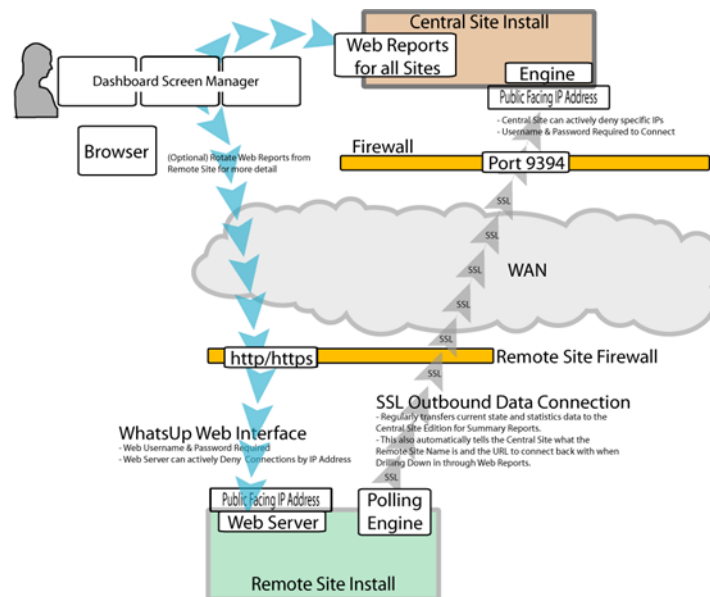 Central Site Install
Web Reports
for all Sites
Engine
Public Facing IP Address
- Central Site can actively deny specific IPs
- Username & Password Required to Connect
Dashboard Screen Manager
Browser
(Optional) Rotate Web Reports from
Remote Site for more detail
Firewall
Port 9394
SSL
SSL
WAN
SSL
SSL
SSL
http/https
Remote Site Firewall
SSL
SSL
SSL Outbound Data Connection
- Regularly transfers current state and statistics data to the
Central Site Edition for Summary Reports.
- This also automatically tells the Central Site what the
Remote Site Name is and the URL to connect back with when
Drilling Down in through Web Reports.
SSL
SSL
WhatsUp Web Interface
- Web Username & Password Required
- Web Server can actively Deny Connections by IP Address
Public Facing IP Address
Web Server
Polling
Engine
Remote Site Install